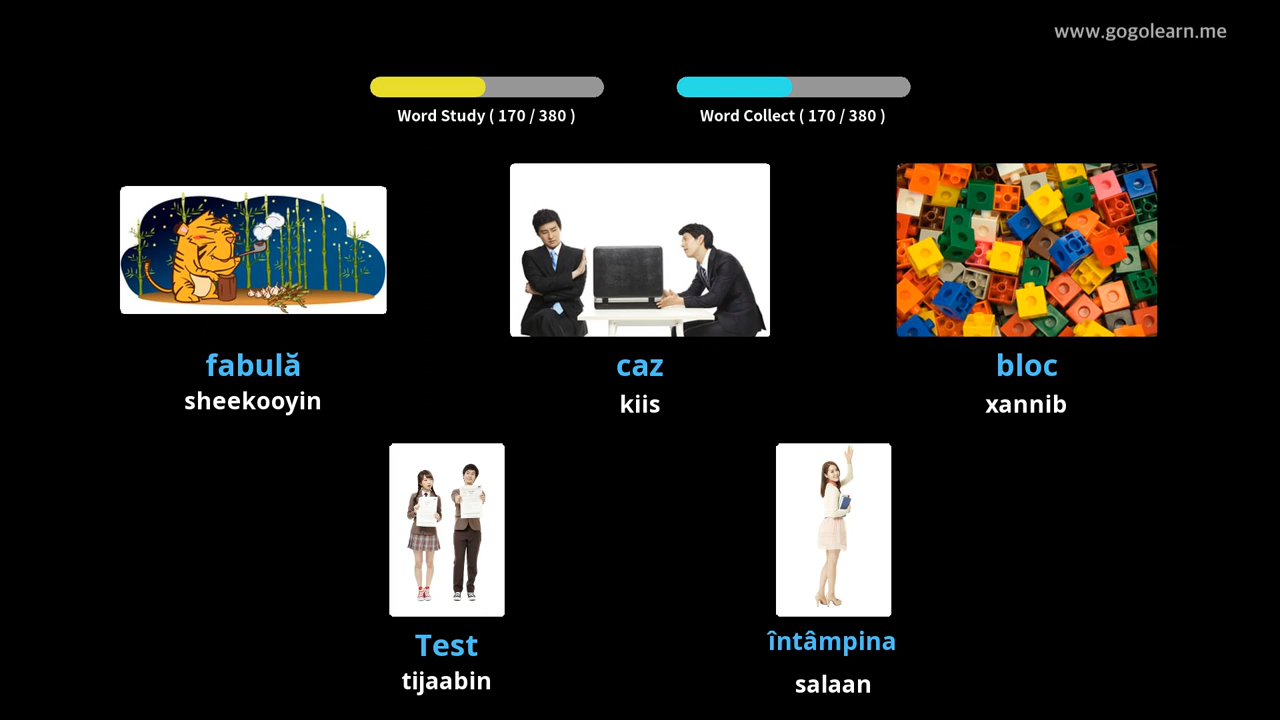 www.gogolearn.me
Word Study ( 170 / 380 )
Word Collect ( 170 / 380 )
fabulă
sheekooyin
caz
kiis
bloc
xannib
Test
tijaabin
întâmpina
salaan